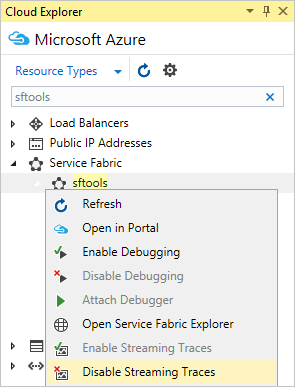 Cloud Explorer
Microsoft Azure
Resource Types
sftools
Load Balancers
Public IP Addresses
Service Fabric
sftools
Refresh
Open in Portal
Enable Debugging
Disable Debugging
Attach Debugger
Open Service Fabric Explorer
Enable Streaming Traces
Disable Streaming Traces